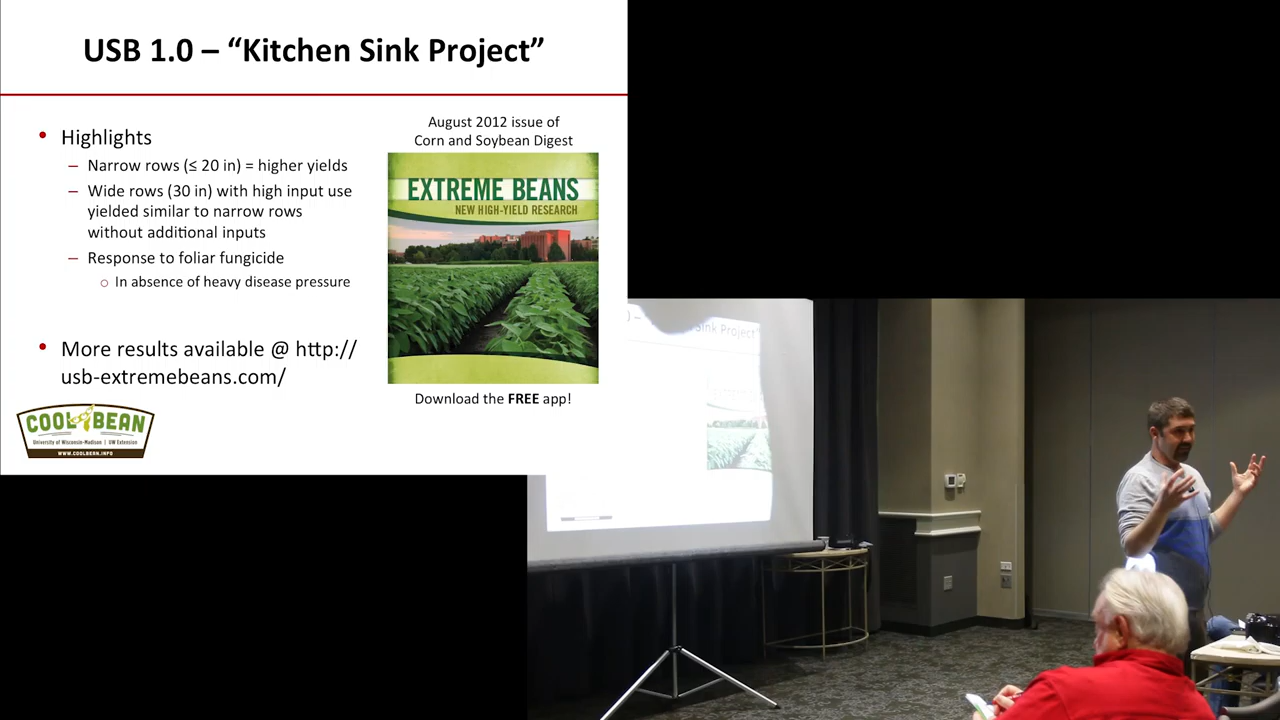 USB 1.0 – “Kitchen Sink Project”
• Highlights
– Narrow rows (≤ 20 in) = higher yields
– Wide rows (30 in) with high input use
yielded similar to narrow rows
without additional inputs
– Response to foliar fungicide
○ In absence of heavy disease pressure
• More results available @ http://
usb-extremebeans.com/
August 2012 issue of
Corn and Soybean Digest
EXTREME BEANS
NEW HIGH-YIELD RESEARCH
Download the FREE app!
COOL BEAN
University of Wisconsin-Madison | UW Extension
WWW.COOLBEAN.INFO
0 –
Sink Project”